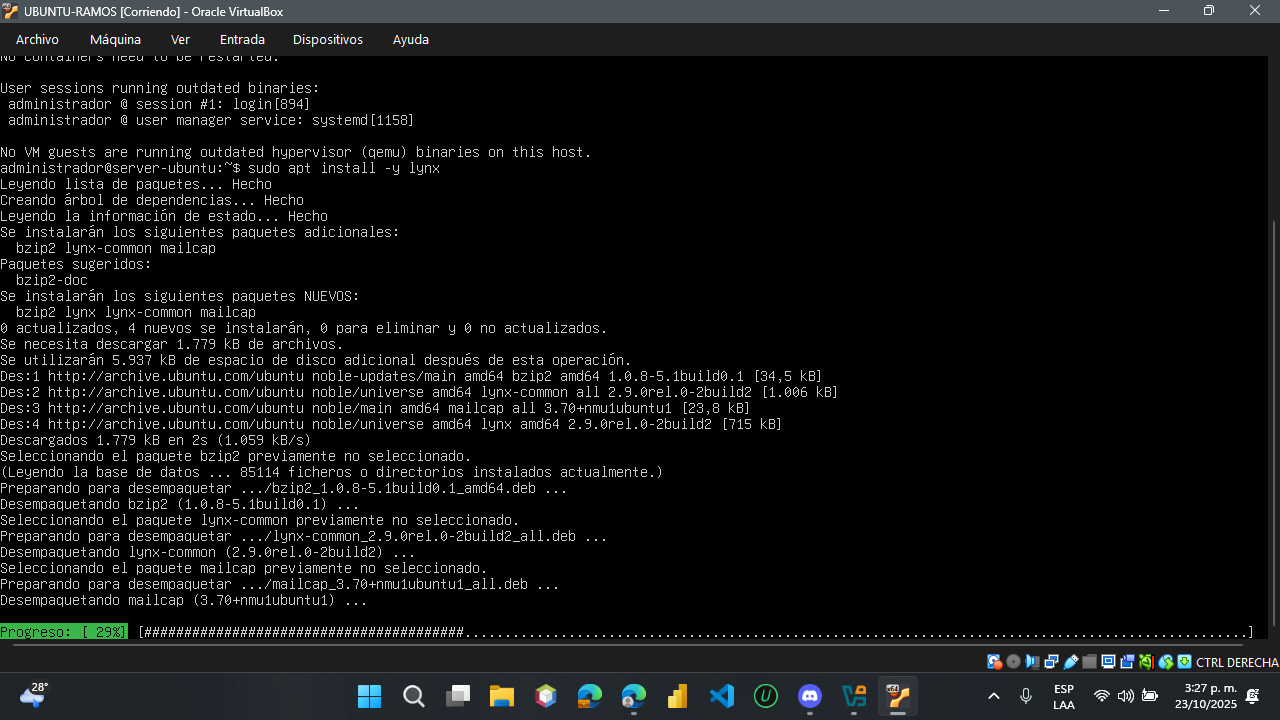 UBUNTU-RAMOS [Corriendo] - Oracle VirtualBox
Archivo Máquina Ver Entrada Dispositivos Ayuda
No containers need to be restarted.
User sessions running outdated binaries:
administrador @ session #1: login[894]
administrador @ user manager service: systemd[1158]
No VM guests are running outdated hypervisor (qemu) binaries on this host.
administrador@server-ubuntu:~$ sudo apt install -y lynx
Leyendo lista de paquetes... Hecho
Creando árbol de dependencias... Hecho
Leyendo la información de estado... Hecho
Se instalarán los siguientes paquetes adicionales:
bzip2 lynx-common mailcap
Paquetes sugeridos:
bzip2-doc
Se instalarán los siguientes paquetes NUEVOS:
bzip2 lynx lynx-common mailcap
0 actualizados, 4 nuevos se instalarán, 0 para eliminar y 0 no actualizados.
Se necesita descargar 1.779 kB de archivos.
Se utilizarán 5.937 kB de espacio de disco adicional después de esta operación.
Des:1 http://archive.ubuntu.com/ubuntu noble-updates/main amd64 bzip2 amd64 1.0.8-5.1build0.1 [34,5 kB]
Des:2 http://archive.ubuntu.com/ubuntu noble/universe amd64 lynx-common all 2.9.0rel.0-2build2 [1.006 kB]
Des:3 http://archive.ubuntu.com/ubuntu noble/main amd64 mailcap all 3.70+nmu1ubuntu1 [23,8 kB]
Des:4 http://archive.ubuntu.com/ubuntu noble/universe amd64 lynx amd64 2.9.0rel.0-2build2 [715 kB]
Descargados 1.779 kB en 2s (1.059 kB/s)
Seleccionando el paquete bzip2 previamente no seleccionado.
(Leyendo la base de datos ... 85114 ficheros o directorios instalados actualmente.)
Preparando para desempaquetar .../bzip2_1.0.8-5.1build0.1_amd64.deb ...
Desempaquetando bzip2 (1.0.8-5.1build0.1) ...
Seleccionando el paquete lynx-common previamente no seleccionado.
Preparando para desempaquetar .../lynx-common_2.9.0rel.0-2build2_all.deb ...
Desempaquetando lynx-common (2.9.0rel.0-2build2) ...
Seleccionando el paquete mailcap previamente no seleccionado.
Preparando para desempaquetar .../mailcap_3.70+nmu1ubuntu1_all.deb ...
Desempaquetando mailcap (3.70+nmu1ubuntu1) ...
Progreso: [ 29%] [########################################..................................................................................................]
CTRL DERECHA
28°
ESP
LAA
3:27 p. m.
23/10/2025